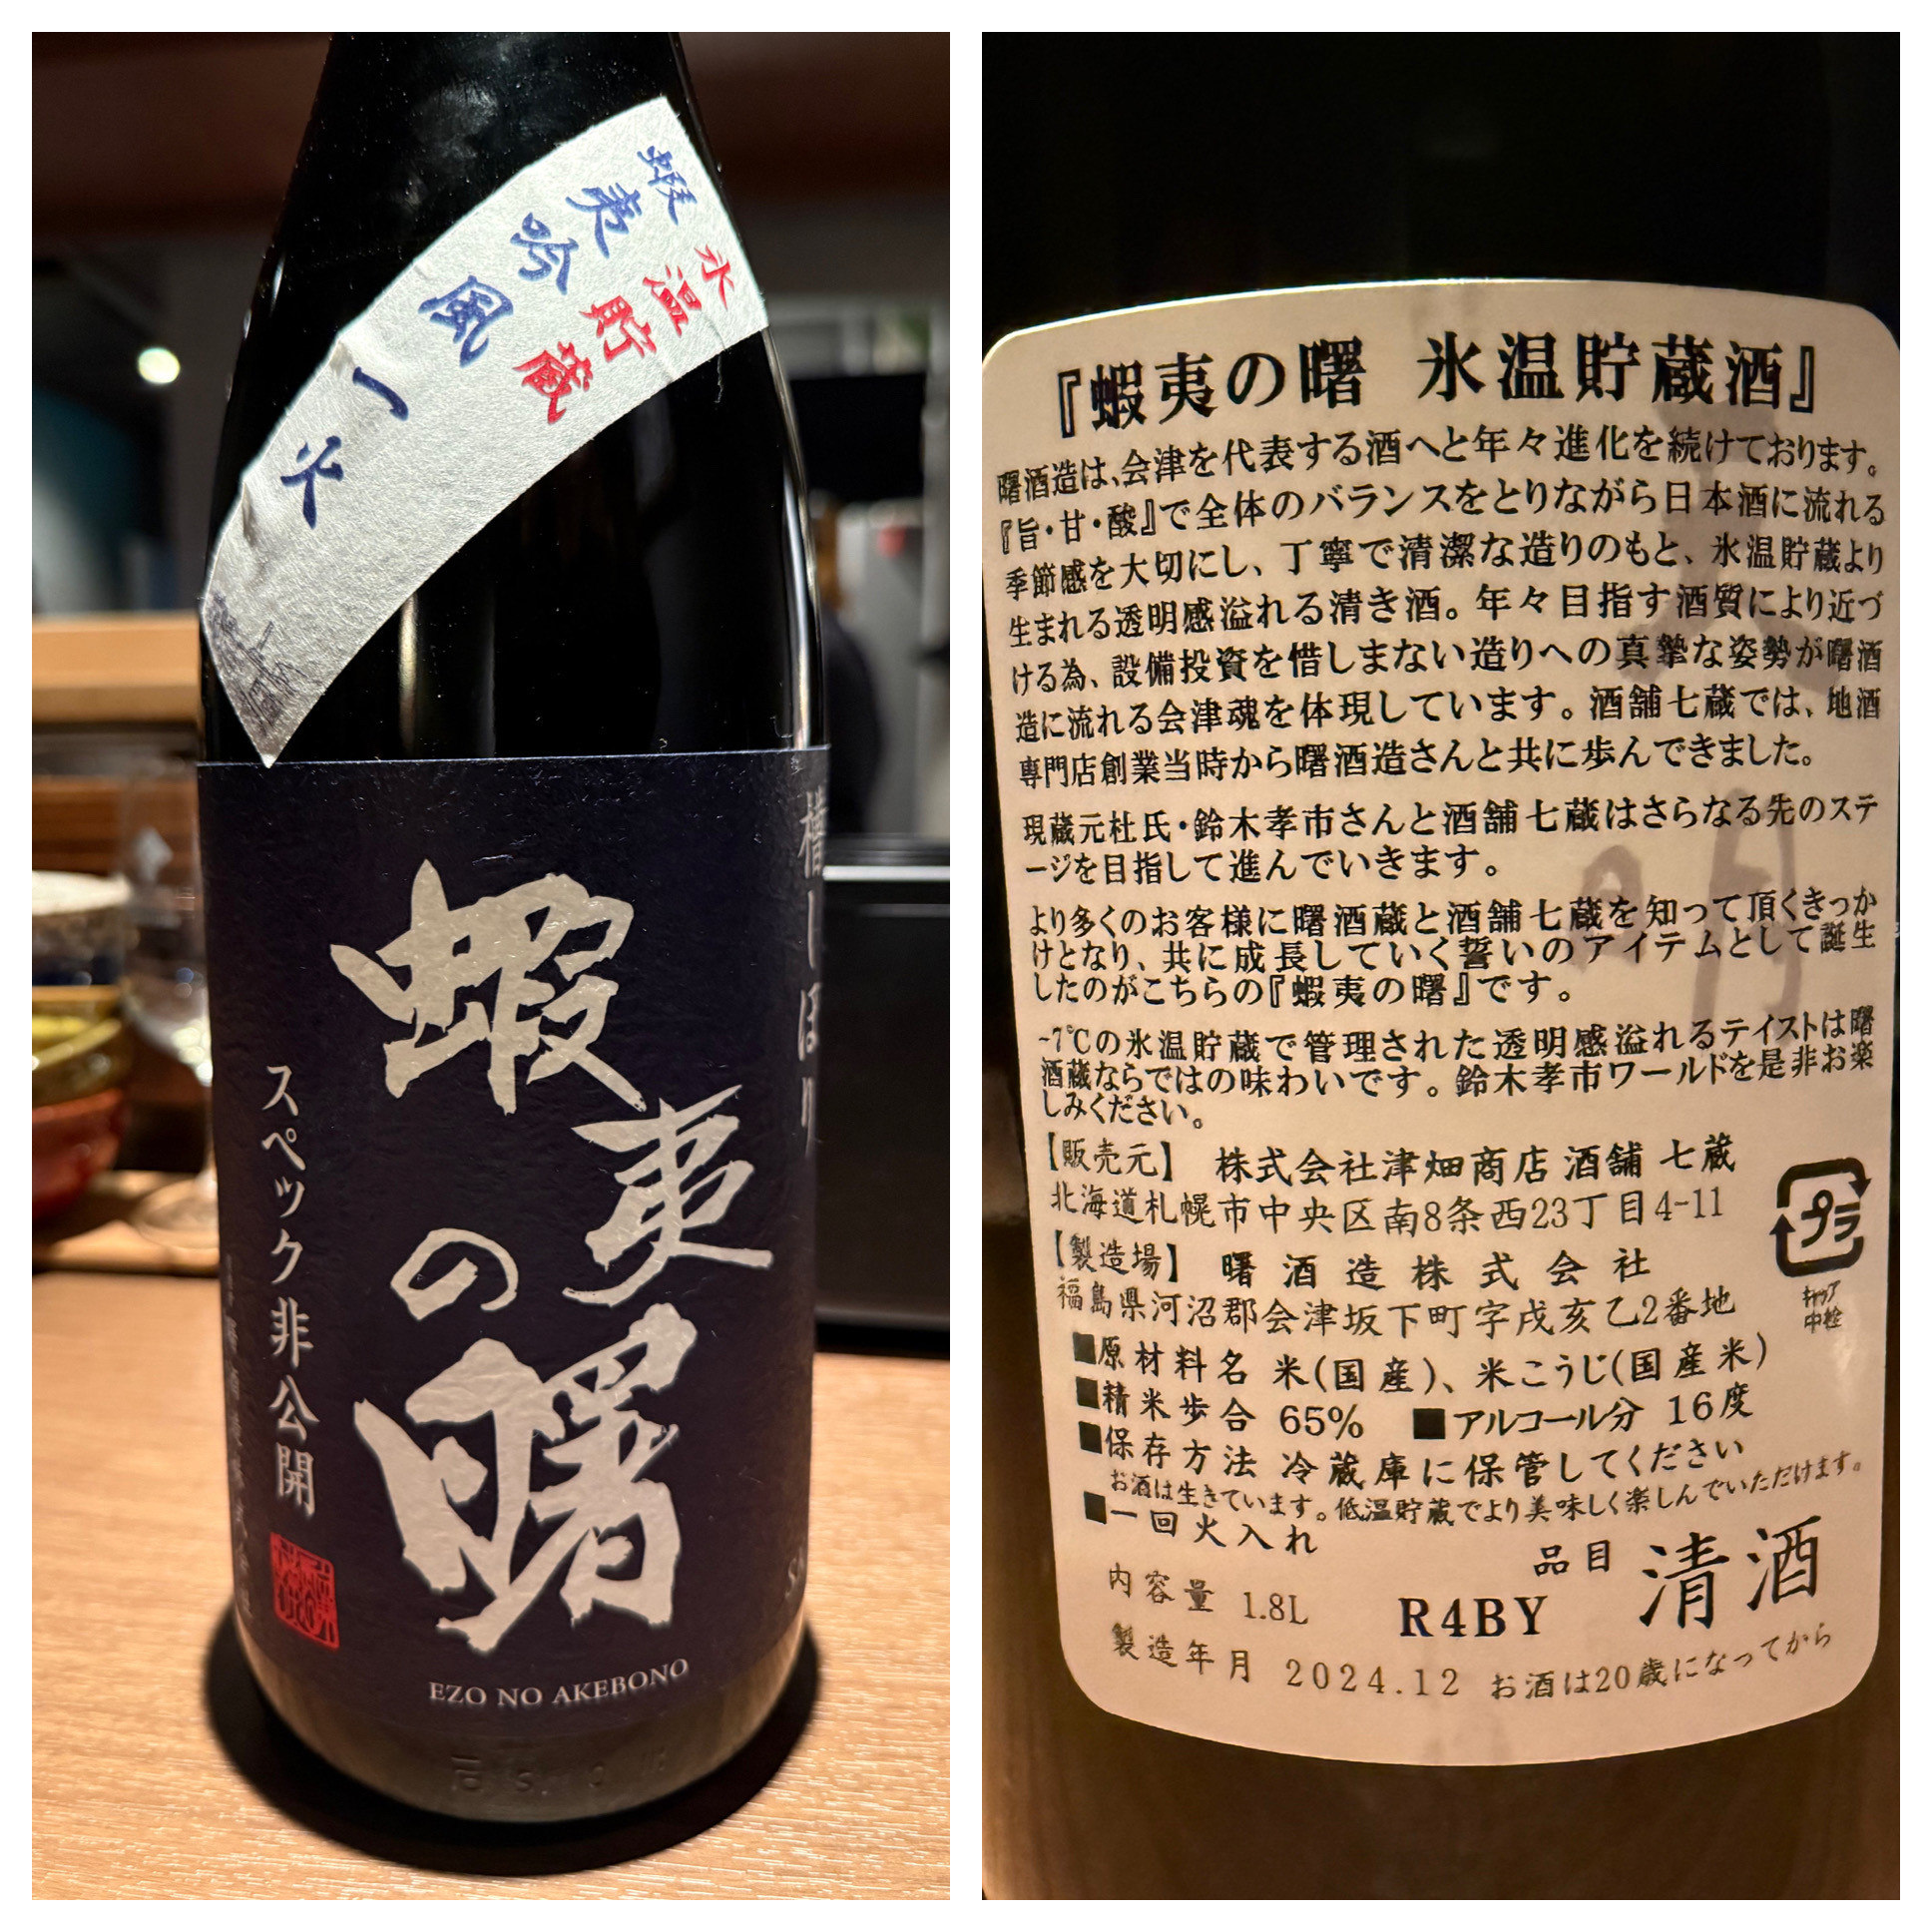 蝦夷吟風 一火
氷温貯蔵
槽しぼり
蝦夷の曙
スペック非公開
EZO NO AKEBONO
『蝦夷の曙 氷温貯蔵酒』
曙酒造は、会津を代表する酒へと年々進化を続けております。
『旨・甘・酸』で全体のバランスをとりながら日本酒に流れる
季節感を大切にし、丁寧で清潔な造りのもと、氷温貯蔵より
生まれる透明感溢れる清き酒。年々目指す酒質により近づ
ける為、設備投資を惜しまない造りへの真摯な姿勢が曙酒
造に流れる会津魂を体現しています。酒舗七蔵では、地酒
専門店創業当時から曙酒造さんと共に歩んできました。
現蔵元杜氏・鈴木孝市さんと酒舗七蔵はさらなる先のステ
ージを目指して進んでいきます。
より多くのお客様に曙酒蔵と酒舗七蔵を知って頂くきっか
けとなり、共に成長していく誓いのアイテムとして誕生
したのがこちらの『蝦夷の曙』です。
-7℃の氷温貯蔵で管理された透明感溢れるテイストは曙
酒蔵ならではの味わいです。鈴木孝市ワールドを是非お楽
しみください。
【販売元】 株式会社津畑商店 酒舗 七蔵
北海道札幌市中央区南8条西23丁目4-11
【製造場】 曙酒造株式会社
福島県河沼郡会津坂下町字戌亥乙2番地
プラ
キャップ
中栓
■原材料名 米(国産)、米こうじ(国産米)
■精米歩合 65% ■アルコール分 16度
■保存方法 冷蔵庫に保管してください
お酒は生きています。低温貯蔵でより美味しく楽しんでいただけます。
■一回火入れ
品目 清酒
内容量 1.8L R4BY
製造年月 2024.12 お酒は20歳になってから